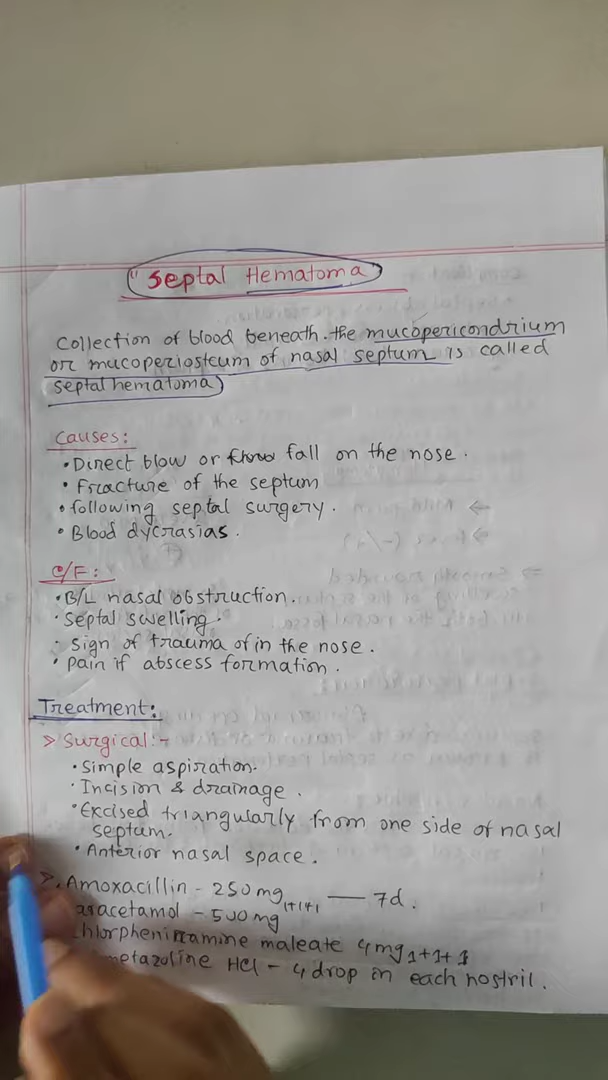 "Septal Hematoma"
Collection of blood beneath the mucopericondrium
or mucoperiosteum of nasal septum is called
septal hematoma
Causes:
• Direct blow or fall on the nose.
• Fracture of the septum
• following septal surgery.
• Blood dycrasias.
C/F:
• B/L nasal obstruction.
• Septal swelling.
• Sign of trauma of in the nose.
• Pain if abscess formation.
Treatment:
> Surgical:-
• Simple aspiration.
• Incision & drainage.
• Excised triangularly from one side of nasal
septum.
• Anterior nasal space.
>. Amoxacillin - 250 mg 1+1+1 — 7d.
aracetamol - 500 mg
hlorpheniramine maleate 4 mg 1+1+1
metazoline HCl - 4 drop in each nostril.